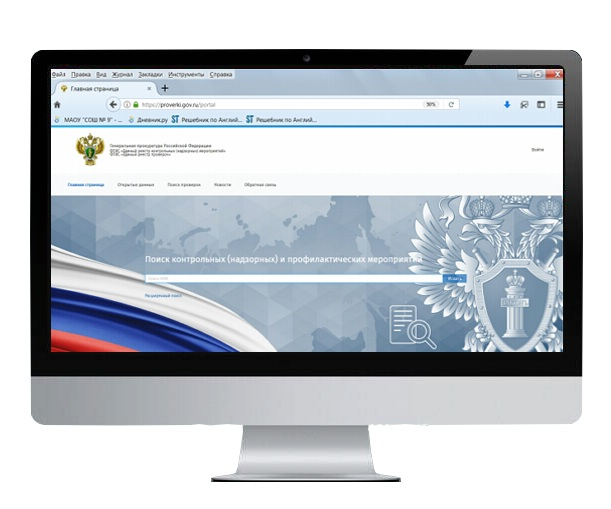 Файл Правка Вид Журнал Закладки Инструменты Справка
Главная страница
https://proverki.gov.ru/portal
90%
МАОУ "СОШ № 9" - ... Дневник.ру ST Решебник по Англий... ST Решебник по Англий...
Генеральная прокуратура Российской Федерации
ФГИС «Единый реестр контрольных (надзорных) мероприятий»
ФГИС «Единый реестр проверок»
Войти
Главная страница Открытые данные Поиск проверок Новости Обратная связь
Поиск контрольных (надзорных) и профилактических мероприятий
Искать
Расширенный поиск